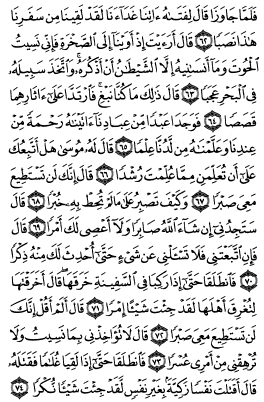 فَلَمَّا جَاوَزَا قَالَ لِفَتَىٰهُ ءَاتِنَا غَدَآءَنَا لَقَدْ لَقِينَا مِن سَفَرِنَا
هَٰذَا نَصَبًا ٦٢ قَالَ أَرَءَيْتَ إِذْ أَوَيْنَآ إِلَى ٱلصَّخْرَةِ فَإِنِّى نَسِيتُ
ٱلْحُوتَ وَمَآ أَنسَىٰنِيهُ إِلَّا ٱلشَّيْطَٰنُ أَنْ أَذْكُرَهُۥ وَٱتَّخَذَ سَبِيلَهُۥ
فِى ٱلْبَحْرِ عَجَبًا ٦٣ قَالَ ذَٰلِكَ مَا كُنَّا نَبْغِ فَٱرْتَدَّا عَلَىٰٓ ءَاثَارِهِمَا
قَصَصًا ٦٤ فَوَجَدَا عَبْدًا مِّنْ عِبَادِنَآ ءَاتَيْنَٰهُ رَحْمَةً مِّنْ
عِندِنَا وَعَلَّمْنَٰهُ مِن لَّدُنَّا عِلْمًا ٦٥ قَالَ لَهُۥ مُوسَىٰ هَلْ أَتَّبِعُكَ
عَلَىٰٓ أَن تُعَلِّمَنِ مِمَّا عُلِّمْتَ رُشْدًا ٦٦ قَالَ إِنَّكَ لَن تَسْتَطِيعَ
مَعِىَ صَبْرًا ٦٧ وَكَيْفَ تَصْبِرُ عَلَىٰ مَا لَمْ تُحِطْ بِهِۦ خُبْرًا ٦٨ قَالَ
سَتَجِدُنِىٓ إِن شَآءَ ٱللَّهُ صَابِرًا وَلَآ أَعْصِى لَكَ أَمْرًا ٦٩ قَالَ
فَإِنِ ٱتَّبَعْتَنِى فَلَا تَسْـَٔلْنِى عَن شَىْءٍ حَتَّىٰٓ أُحْدِثَ لَكَ مِنْهُ ذِكْرًا
٧٠ فَٱنطَلَقَا حَتَّىٰٓ إِذَا رَكِبَا فِى ٱلسَّفِينَةِ خَرَقَهَا قَالَ أَخَرَقْتَهَا
لِتُغْرِقَ أَهْلَهَا لَقَدْ جِئْتَ شَيْـًٔا إِمْرًا ٧١ قَالَ أَلَمْ أَقُلْ إِنَّكَ
لَن تَسْتَطِيعَ مَعِىَ صَبْرًا ٧٢ قَالَ لَا تُؤَاخِذْنِى بِمَا نَسِيتُ وَلَا
تُرْهِقْنِى مِنْ أَمْرِى عُسْرًا ٧٣ فَٱنطَلَقَا حَتَّىٰٓ إِذَا لَقِيَا غُلَٰمًا فَقَتَلَهُۥ
قَالَ أَقَتَلْتَ نَفْسًا زَكِيَّةًۢ بِغَيْرِ نَفْسٍ لَّقَدْ جِئْتَ شَيْـًٔا نُّكْرًا ٧٤